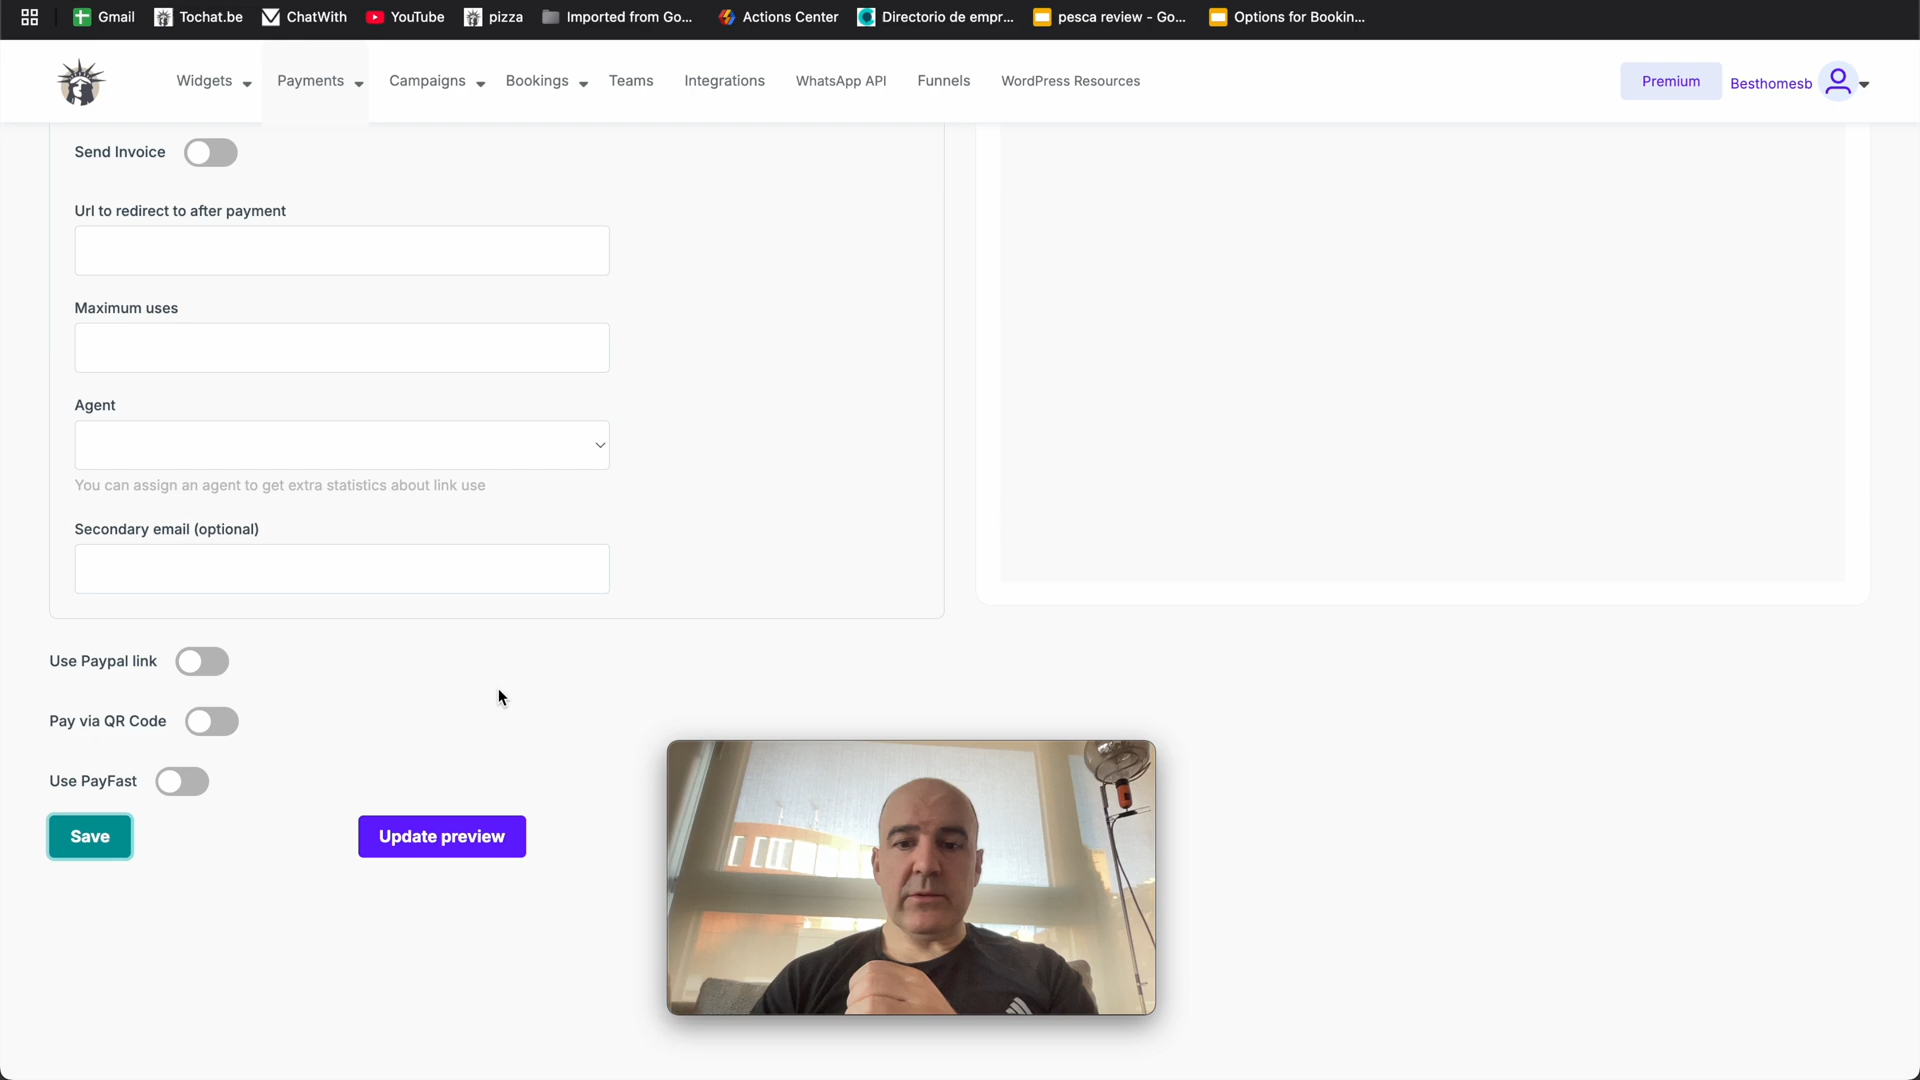 Gmail Tochat.be ChatWith YouTube pizza Imported from Go... Actions Center Directorio de empr... pesca review - Go... Options for Bookin...
Widgets Payments Campaigns Bookings Teams Integrations WhatsApp API Funnels WordPress Resources Premium Besthomesb
Send Invoice
Url to redirect to after payment
Maximum uses
Agent
You can assign an agent to get extra statistics about link use
Secondary email (optional)
Use Paypal link
Pay via QR Code
Use PayFast
Save Update preview